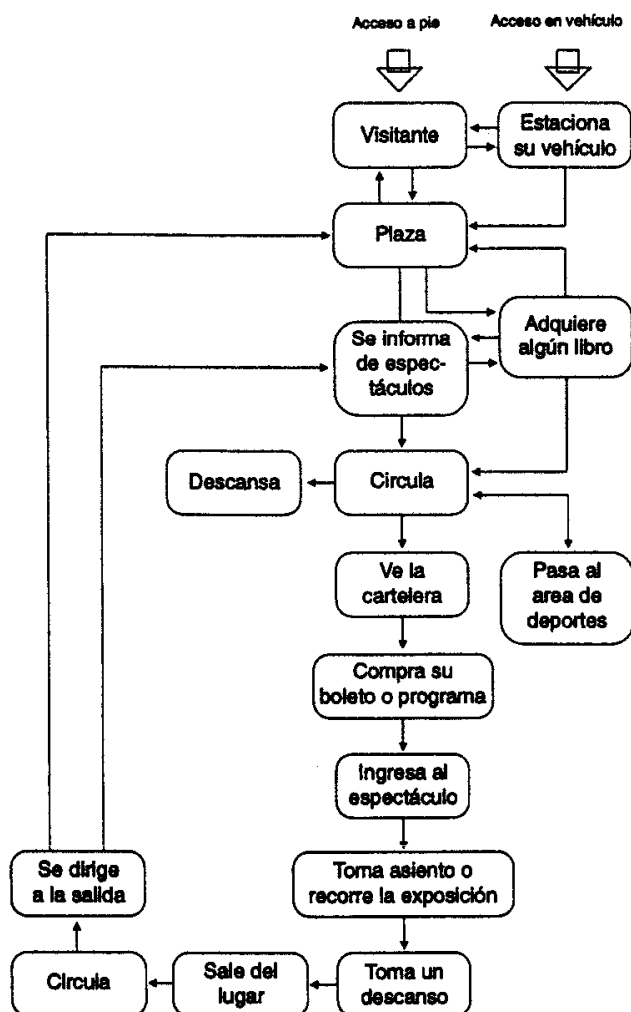 Acceso a pie
Acceso en vehículo
Visitante
Estaciona
su vehículo
Plaza
Se informa
de espec-
táculos
Adquiere
algún libro
Descansa
Circula
Ve la
cartelera
Pasa al
area de
deportes
Compra su
boleto o programa
Ingresa al
espectáculo
Se dirige
a la salida
Toma asiento o
recorre la exposición
Circula
Sale del
lugar
Toma un
descanso